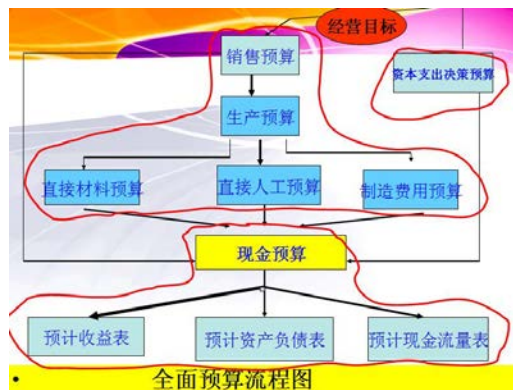 经营目标
销售预算
资本支出决策预算
生产预算
直接材料预算
直接人工预算
制造费用预算
现金预算
预计收益表
预计资产负债表
预计现金流量表
• 全面预算流程图